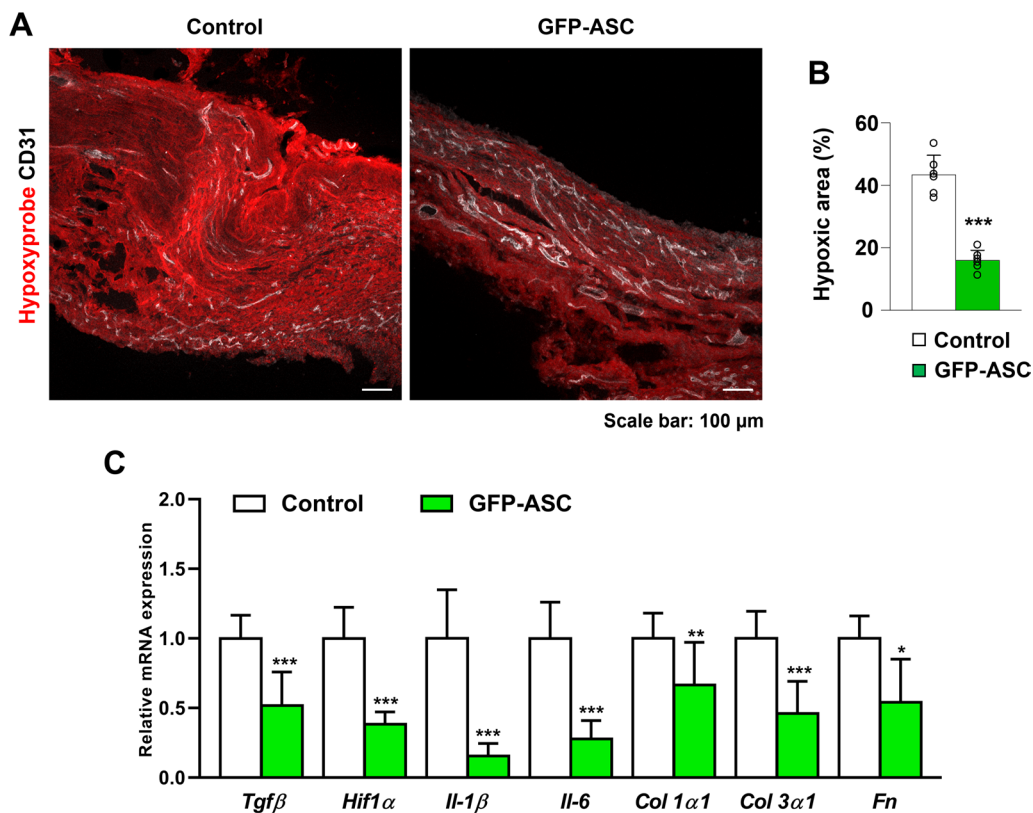 A
Control
GFP-ASC
Hypoxyprobe CD31
Scale bar: 100 µm
B
Hypoxic area (%)
60
40
20
0
***
Control
GFP-ASC
C
Relative mRNA expression
2.0
1.5
1.0
0.5
0.0
Control
GFP-ASC
*** *** *** *** ** *** *
Tgfβ Hif1α Il-1β Il-6 Col 1α1 Col 3α1 Fn